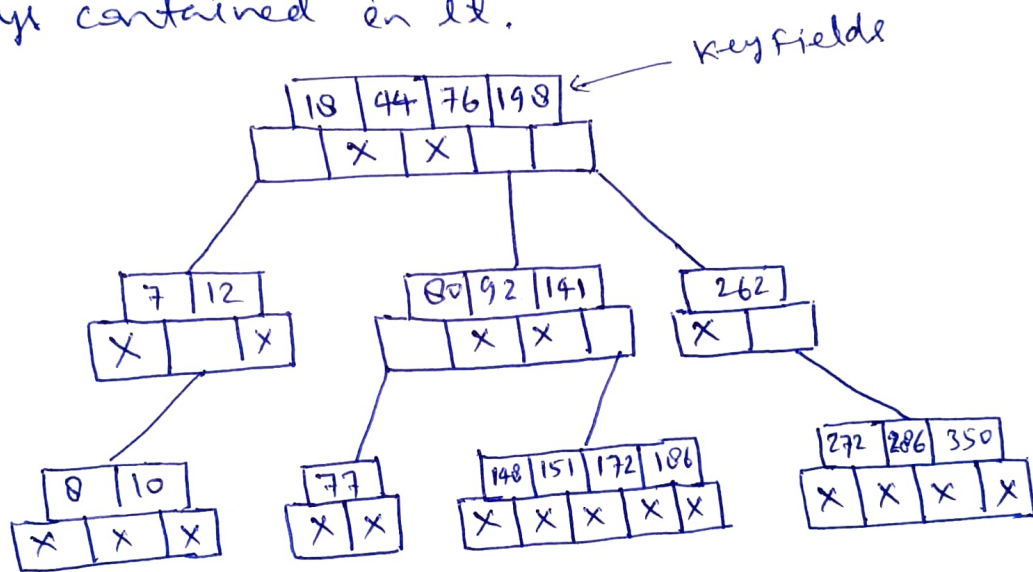 ys contained in it.
Key Fields
18 44 76 198
X X
7 12
X X
80 92 141
X X
262
X
8 10
X X X
77
X X
148 151 172 186
X X X X X
272 286 350
X X X X